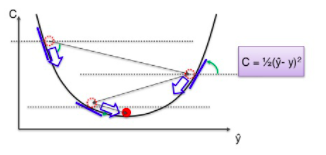 C
C = ½(ŷ- y)²
ŷ